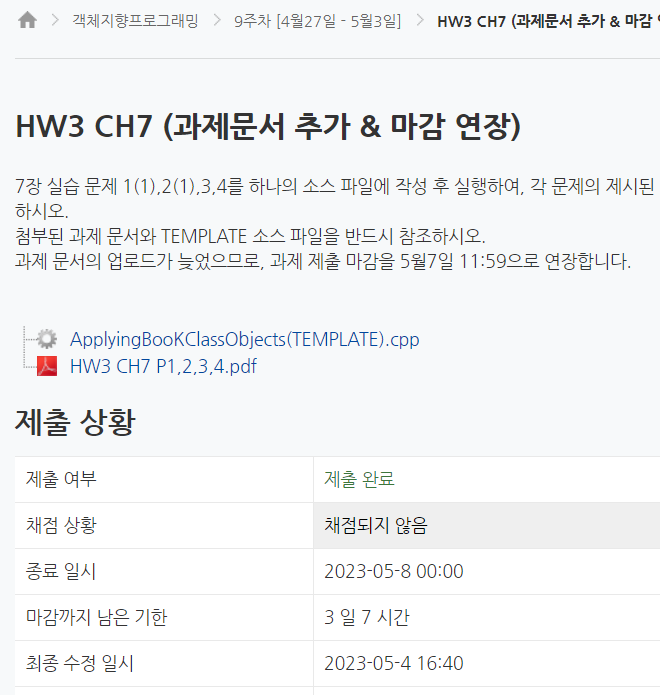 객체지향프로그래밍 9주차 [4월27일 - 5월3일] HW3 CH7 (과제문서 추가 & 마감
HW3 CH7 (과제문서 추가 & 마감 연장)
7장 실습 문제 1(1),2(1),3,4를 하나의 소스 파일에 작성 후 실행하여, 각 문제의 제시된
하시오.
첨부된 과제 문서와 TEMPLATE 소스 파일을 반드시 참조하시오.
과제 문서의 업로드가 늦었으므로, 과제 제출 마감을 5월7일 11:59으로 연장합니다.
ApplyingBooKClassObjects(TEMPLATE).cpp
HW3 CH7 P1,2,3,4.pdf
제출 상황
제출 여부 제출 완료
채점 상황 채점되지 않음
종료 일시 2023-05-8 00:00
마감까지 남은 기한 3 일 7 시간
최종 수정 일시 2023-05-4 16:40